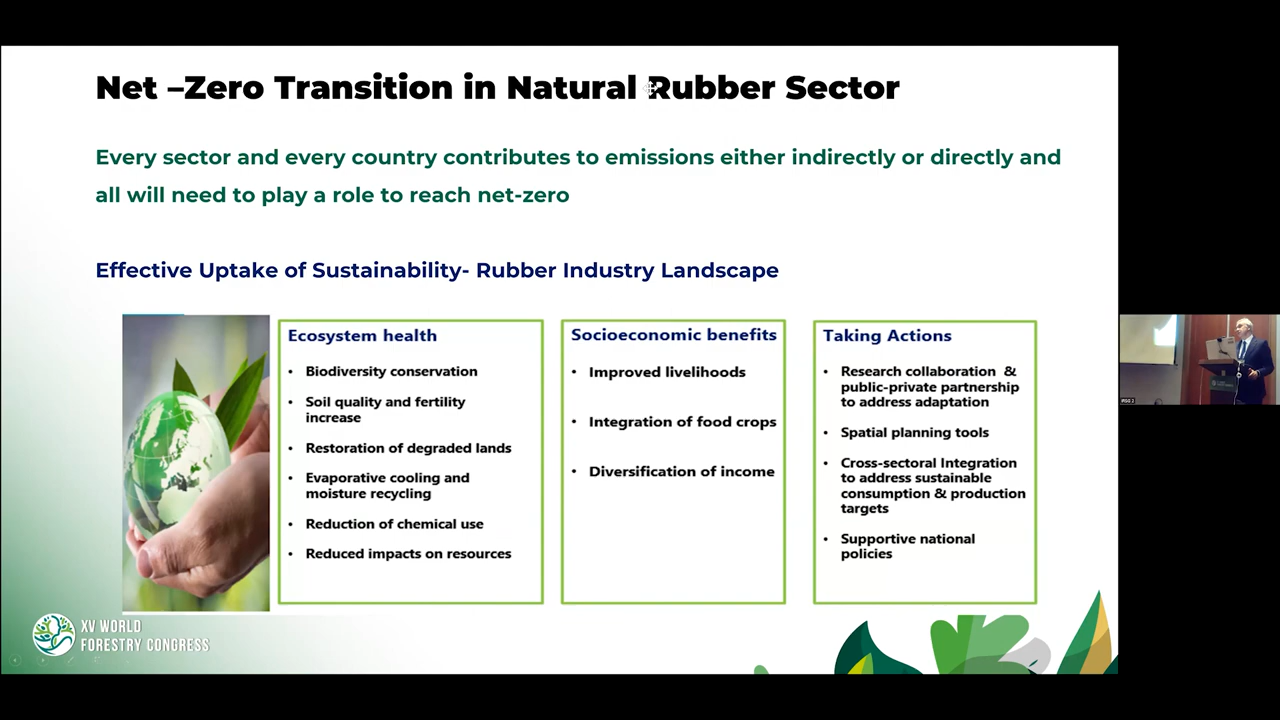 Net –Zero Transition in Natural Rubber Sector
Every sector and every country contributes to emissions either indirectly or directly and
all will need to play a role to reach net-zero
Effective Uptake of Sustainability- Rubber Industry Landscape
Ecosystem health
• Biodiversity conservation
• Soil quality and fertility
increase
• Restoration of degraded lands
• Evaporative cooling and
moisture recycling
• Reduction of chemical use
• Reduced impacts on resources
Socioeconomic benefits
• Improved livelihoods
• Integration of food crops
• Diversification of income
Taking Actions
• Research collaboration &
public-private partnership
to address adaptation
• Spatial planning tools
• Cross-sectoral Integration
to address sustainable
consumption & production
targets
• Supportive national
policies
XV WORLD
FORESTRY CONGRESS